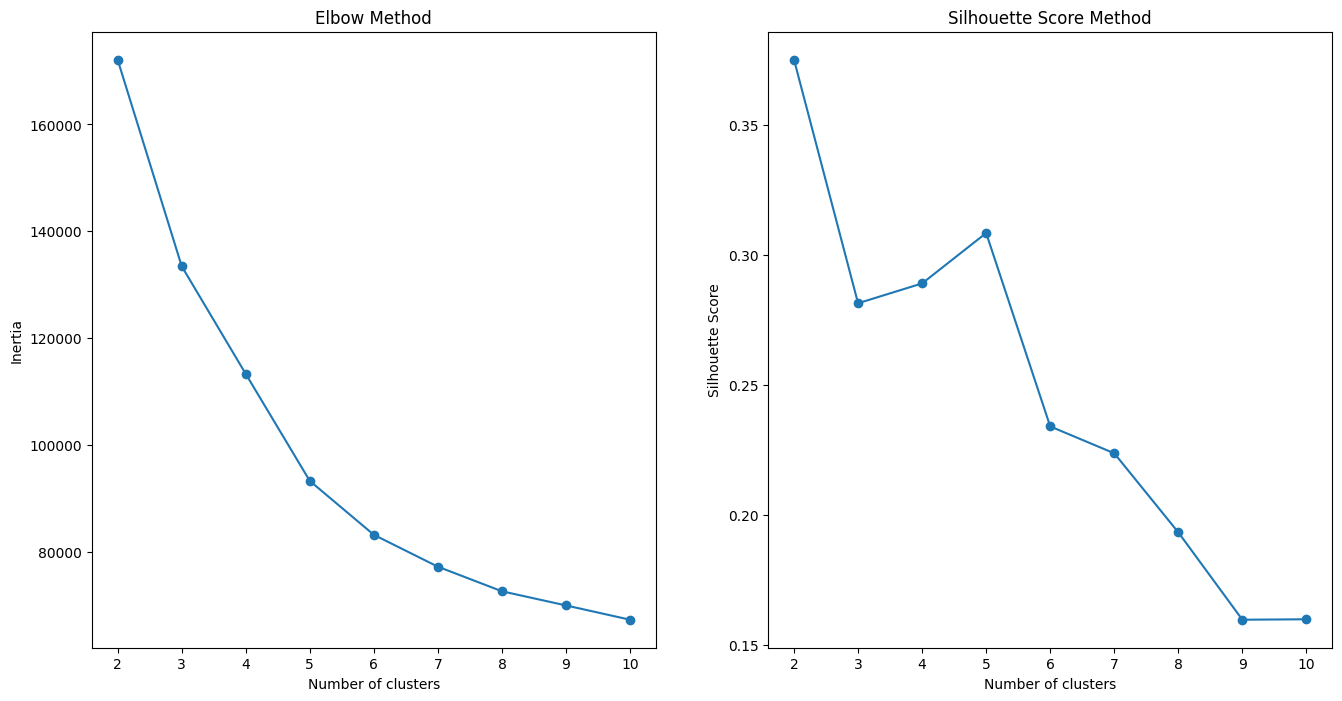 Elbow Method
160000
140000
120000
100000
80000
Inertia
2 3 4 5 6 7 8 9 10
Number of clusters
Silhouette Score Method
0.35
0.30
0.25
0.20
0.15
Silhouette Score
2 3 4 5 6 7 8 9 10
Number of clusters